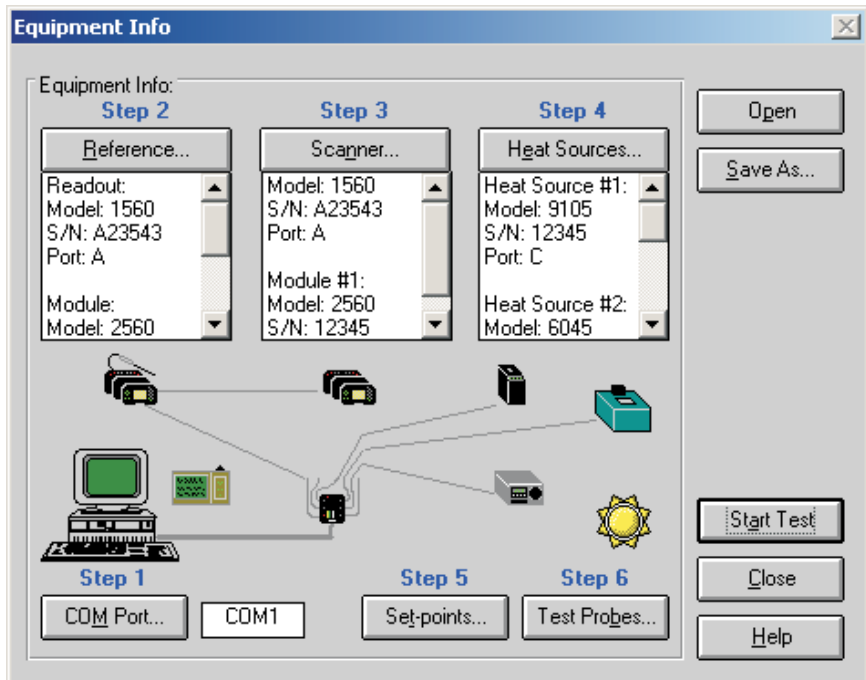 Equipment Info
Equipment Info:
Step 2
Reference...
Readout:
Model: 1560
S/N: A23543
Port: A
Module:
Model: 2560
Step 3
Scanner...
Model: 1560
S/N: A23543
Port: A
Module #1:
Model: 2560
S/N: 12345
Step 4
Heat Sources...
Heat Source #1:
Model: 9105
S/N: 12345
Port: C
Heat Source #2:
Model: 6045
Step 1
COM Port...
COM1
Step 5
Set-points...
Step 6
Test Probes...
Open
Save As...
Start Test
Close
Help